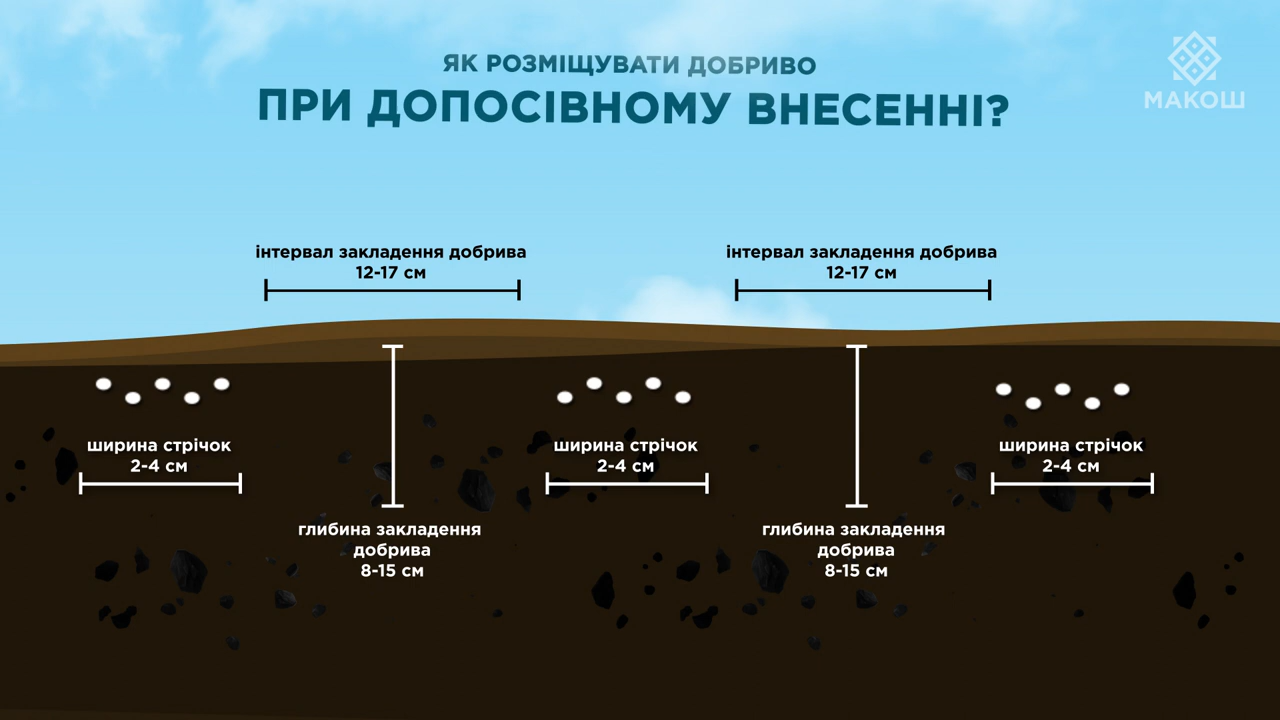 ЯК РОЗМІЩУВАТИ ДОБРИВО
ПРИ ДОПОСІВНОМУ ВНЕСЕННІ?
МАКОШ
інтервал закладення добрива
12-17 см
інтервал закладення добрива
12-17 см
ширина стрічок
2-4 см
ширина стрічок
2-4 см
ширина стрічок
2-4 см
глибина закладення
добрива
8-15 см
глибина закладення
добрива
8-15 см